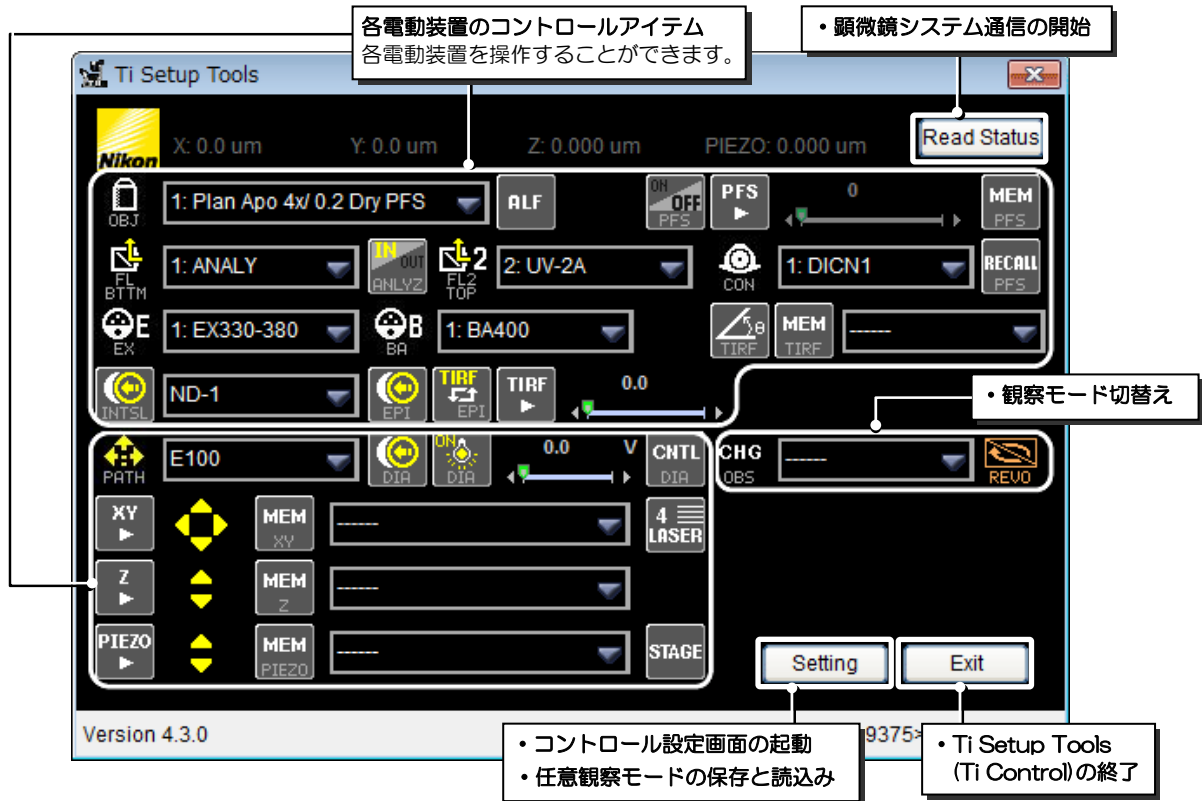 各電動装置のコントロールアイテム
各電動装置を操作することができます。
・顕微鏡システム通信の開始
Ti Setup Tools
Nikon
X: 0.0 um Y: 0.0 um Z: 0.000 um PIEZO: 0.000 um Read Status
OBJ 1: Plan Apo 4x/ 0.2 Dry PFS ALF ON OFF PFS PFS 0 MEM PFS
FL BTTM 1: ANALY IN OUT ANLYZ 2 FL2 TOP 2: UV-2A CON 1: DICN1 RECALL PFS
E EX 1: EX330-380 B BA 1: BA400 θ TIRF MEM TIRF ------
INTSL ND-1 EPI TIRF EPI TIRF 0.0
・観察モード切替え
PATH E100 DIA ON DIA 0.0 V CNTL DIA CHG OBS ------ REVO
XY MEM XY ------ 4 LASER
Z MEM Z ------
PIEZO MEM PIEZO ------ STAGE
Setting Exit
Version 4.3.0
9375>
・コントロール設定画面の起動
・任意観察モードの保存と読込み
・Ti Setup Tools
(Ti Control)の終了